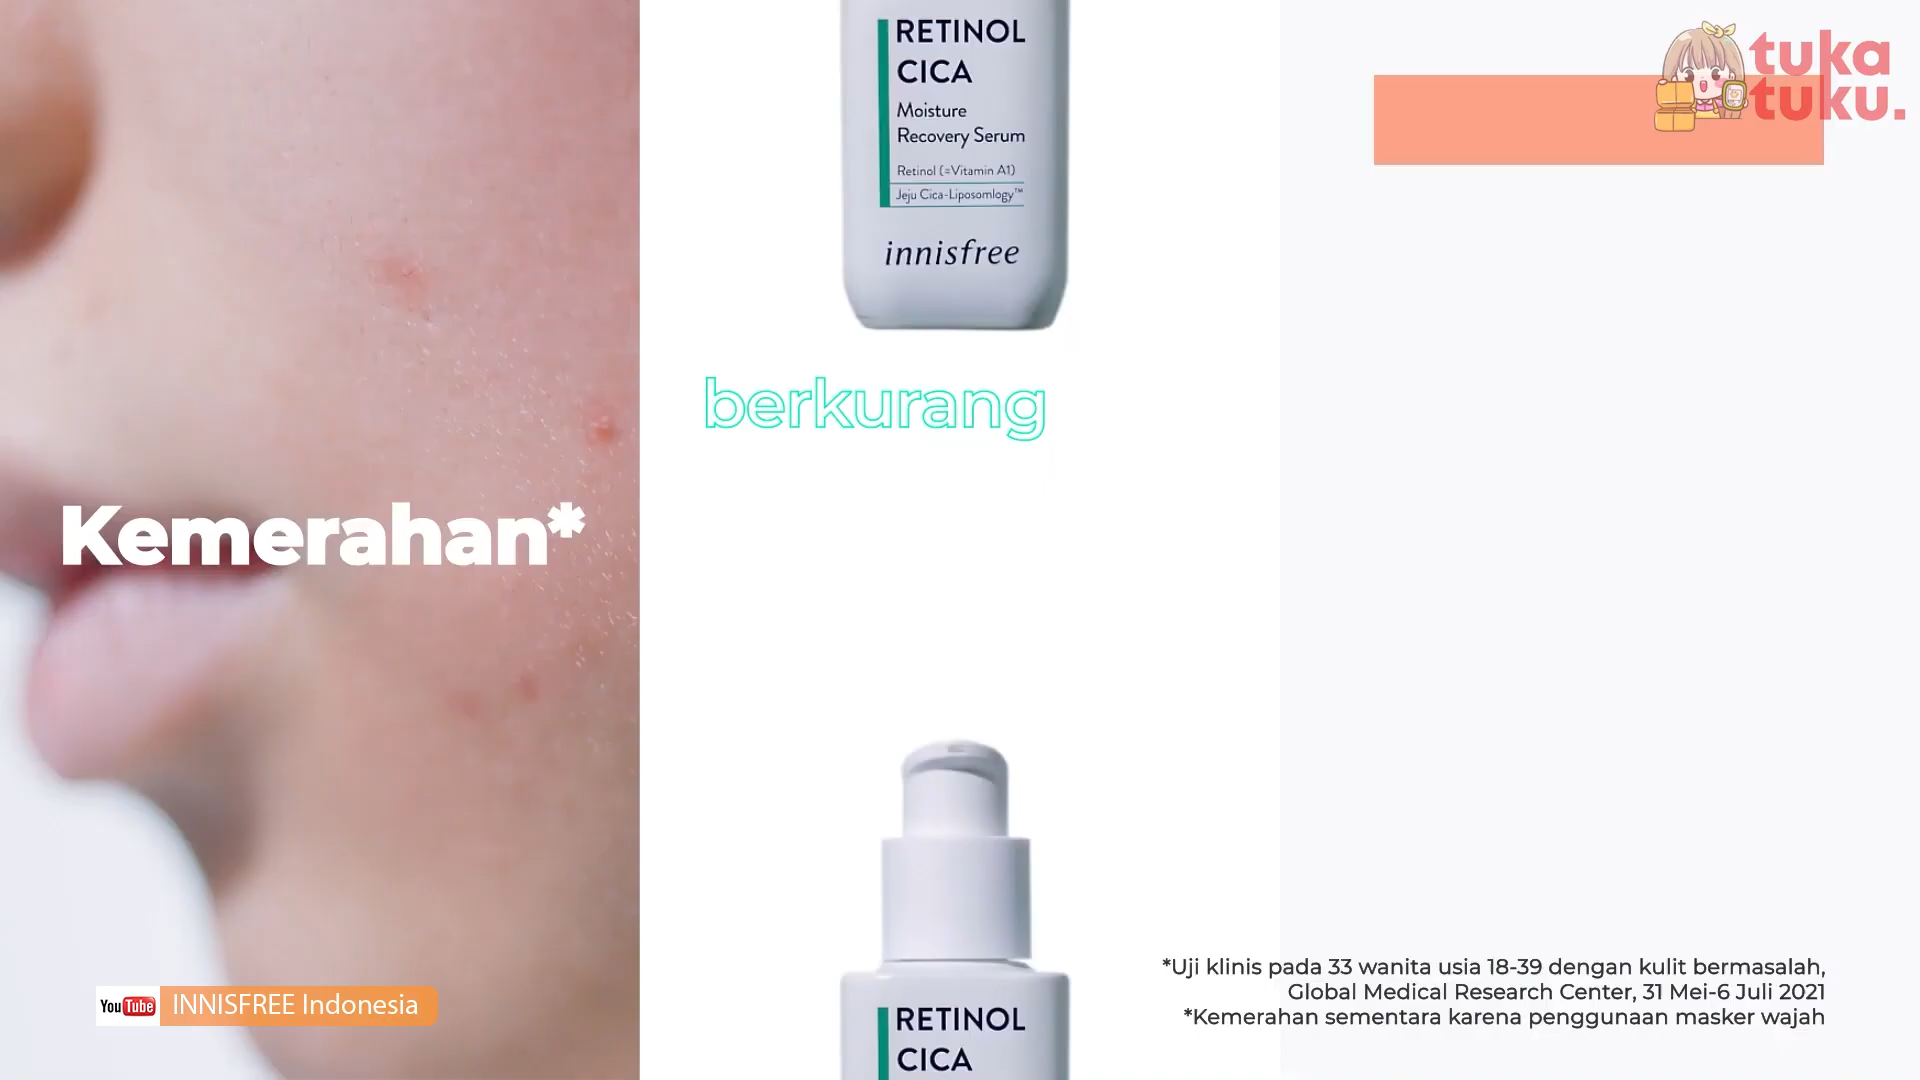 RETINOL
CICA
Moisture
Recovery Serum
Retinol (=Vitamin A1)
Jeju Cica-Liposomlogy™
innisfree
tuka
tuku.
berkurang
Kemerahan*
RETINOL
CICA
*Uji klinis pada 33 wanita usia 18-39 dengan kulit bermasalah,
Global Medical Research Center, 31 Mei-6 Juli 2021
*Kemerahan sementara karena penggunaan masker wajah
YouTube INNISFREE Indonesia